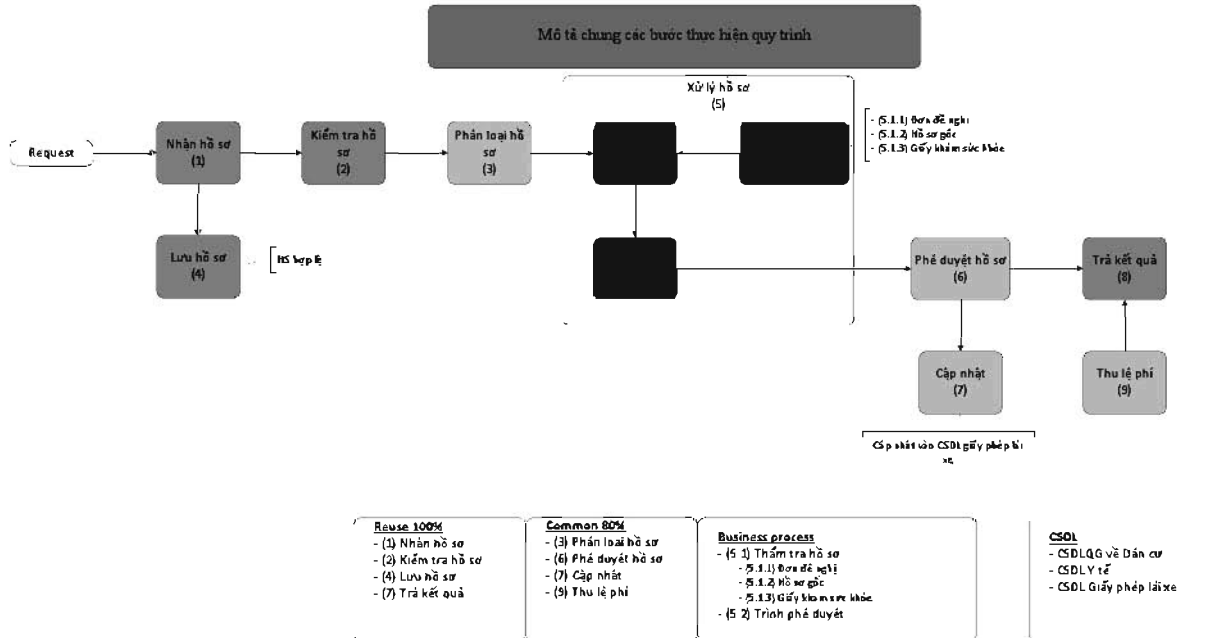 Mô tả chung các bước thực hiện quy trình
Xử lý hồ sơ
(5)
Request
Nhận hồ sơ
(1)
Kiểm tra hồ
sơ
(2)
Phân loại hồ
sơ
(3)
- (5.1.1) Đơn đề nghị
- (5.1.2) Hồ sơ gốc
- (5.1.3) Giấy khám sức khỏe
Lưu hồ sơ
(4)
HS hợp lệ
Phê duyệt hồ sơ
(6)
Trả kết quả
(8)
Cập nhật
(7)
Thu lệ phí
(9)
Cập nhật vào CSDL giấy phép lái
xe
Reuse 100%
- (1) Nhận hồ sơ
- (2) Kiểm tra hồ sơ
- (4) Lưu hồ sơ
- (7) Trả kết quả
Common 80%
- (3) Phân loại hồ sơ
- (6) Phê duyệt hồ sơ
- (7) Cập nhật
- (9) Thu lệ phí
Business process
- (5.1) Thẩm tra hồ sơ
- (5.1.1) Đơn đề nghị
- (5.1.2) Hồ sơ gốc
- (5.1.3) Giấy khám sức khỏe.
- (5.2) Trình phê duyệt
CSDL
- CSDLQG về Dân cư
- CSDL Y tế
- CSDL Giấy phép lái xe